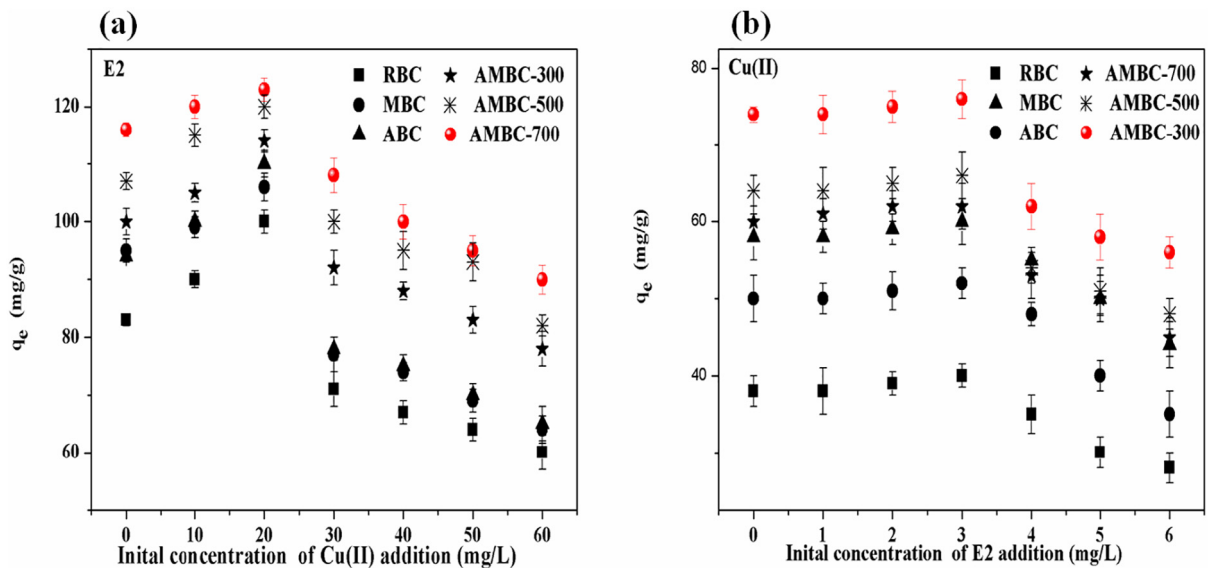 (a)
E2
RBC
MBC
ABC
AMBC-300
AMBC-500
AMBC-700
120
100
80
60
qe (mg/g)
0 10 20 30 40 50 60
Inital concentration of Cu(II) addition (mg/L)
(b)
Cu(II)
RBC
MBC
ABC
AMBC-700
AMBC-500
AMBC-300
80
60
40
qe (mg/g)
0 1 2 3 4 5 6
Inital concentration of E2 addition (mg/L)